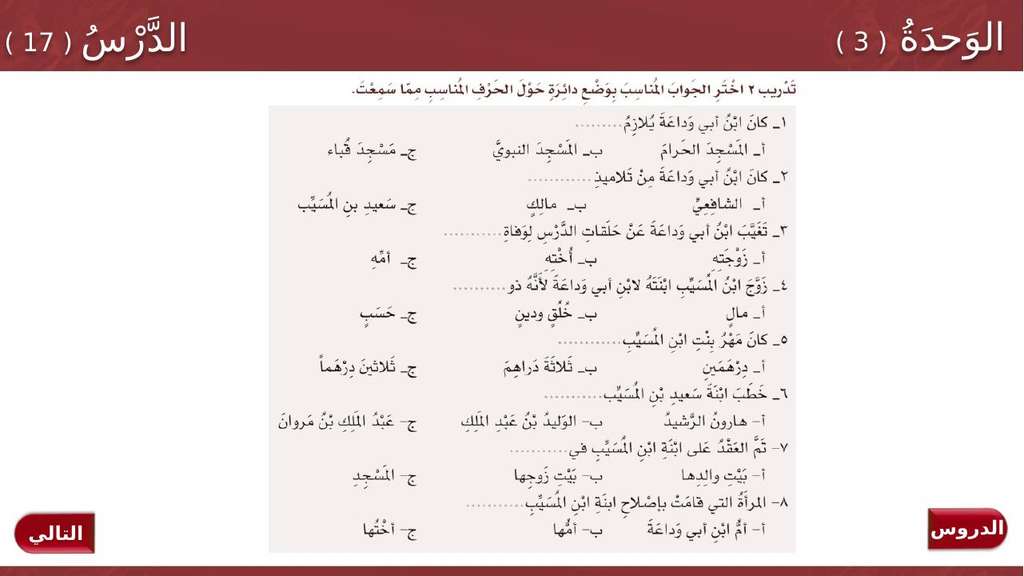 الوَحدَةُ ( 3 )
الدَّرْسُ ( 17 )
تَدْريب ٢ اخْتَرِ الجَوابَ المُناسِبَ بِوَضْعِ دائِرَةٍ حَوْلَ الحَرْفِ المُناسِبِ مِمّا سَمِعْتَ.
١ـ كانَ ابْنُ أبي وَداعَةَ يُلازِمُ.........
أ ـ المَسْجِدَ الحَرامَ ب ـ المَسْجِدَ النبويَّ ج ـ مَسْجِدَ قُباء
٢ـ كانَ ابْنُ أبي وَداعَةَ مِنْ تَلاميذِ ............
أ ـ الشافِعِيِّ ب ـ مالِكٍ ج ـ سَعيدِ بنِ المُسَيِّب
٣ـ تَغَيَّبَ ابْنُ أبي وَداعَةَ عَنْ حَلَقاتِ الدَّرْسِ لِوَفاةِ...........
أ ـ زَوْجَتِهِ ب ـ أُخْتِهِ ج ـ أمِّهِ
٤ـ زَوَّجَ ابْنُ المُسَيِّبِ ابْنَتَهُ لابْنِ أبي وَداعَةَ لأَنَّهُ ذو..........
أ ـ مالٍ ب ـ خُلُقٍ ودينٍ ج ـ حَسَبٍ
٥ـ كانَ مَهْرُ بِنْتِ ابْنِ المُسَيِّبِ............
أ ـ دِرْهَمَينِ ب ـ ثَلاثَةَ دَراهِمَ ج ـ ثَلاثينَ دِرْهَماً
٦ـ خَطَبَ ابْنَةَ سَعيدِ بْنِ المُسَيِّب...........
أ – هارونُ الرَّشيدُ ب – الوَليدُ بْنُ عَبْدِ المَلِكِ ج – عَبْدُ المَلِكِ بْنُ مَروانَ
٧– تَمَّ العَقْدُ عَلى ابْنَةِ ابْنِ المُسَيِّبِ في...........
أ – بَيْتِ والِدِها ب – بَيْتِ زَوجِها ج – المَسْجِدِ
٨– المرأَةُ التي قامَتْ بإصْلاحِ ابنَةِ ابْنِ المُسَيِّبِ...........
أ – أمُّ ابْنِ أبي وَداعَةَ ب – أمُّها ج – أخْتُها
الدروس
التالي